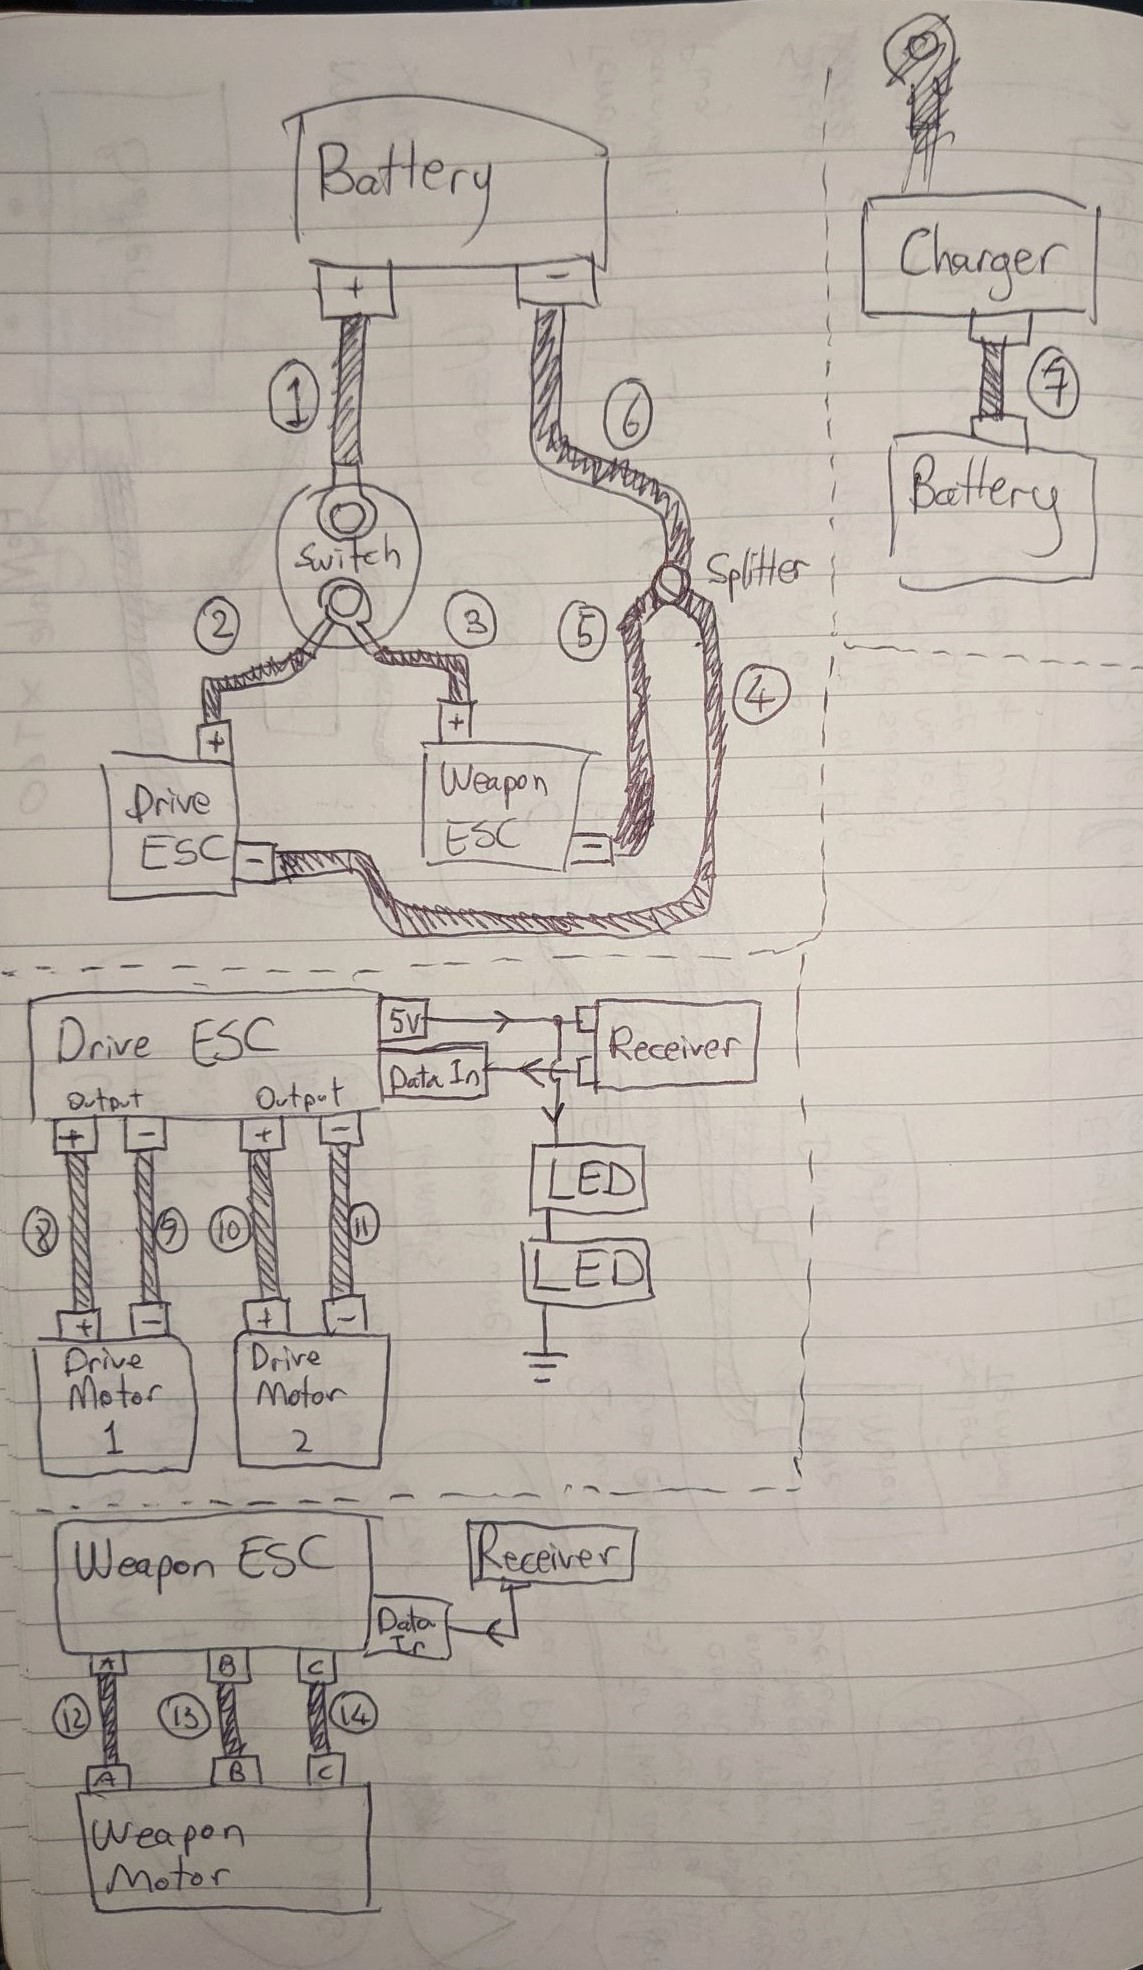 Battery
+
-
1
6
Switch
Splitter
2
3
5
4
+
+
Drive
ESC
-
Weapon
ESC
-
Charger
7
Battery
Drive ESC
5v
Data In
Receiver
Output
Output
+
-
+
-
8
9
10
11
LED
LED
+
-
+
-
Drive
Motor
1
Drive
Motor
2
Weapon ESC
Receiver
Data
In
A
B
C
12
13
14
A
B
C
Weapon
Motor